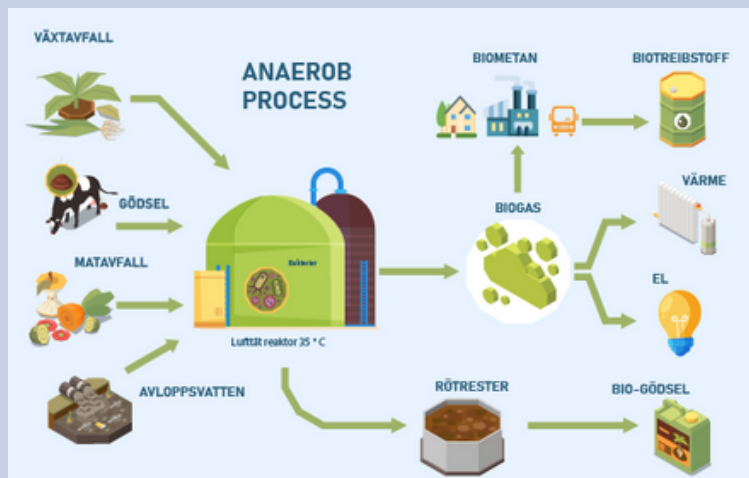 VÄXTAVFALL
ANAEROB
PROCESS
BIOMETAN
BIOTREIBSTOFF
GÖDSEL
VÄRME
BIOGAS
MATAVFALL
Bakterier
EL
Lufttät reaktor 35 ° C
AVLOPPSVATTEN
RÖTRESTER
BIO-GÖDSEL